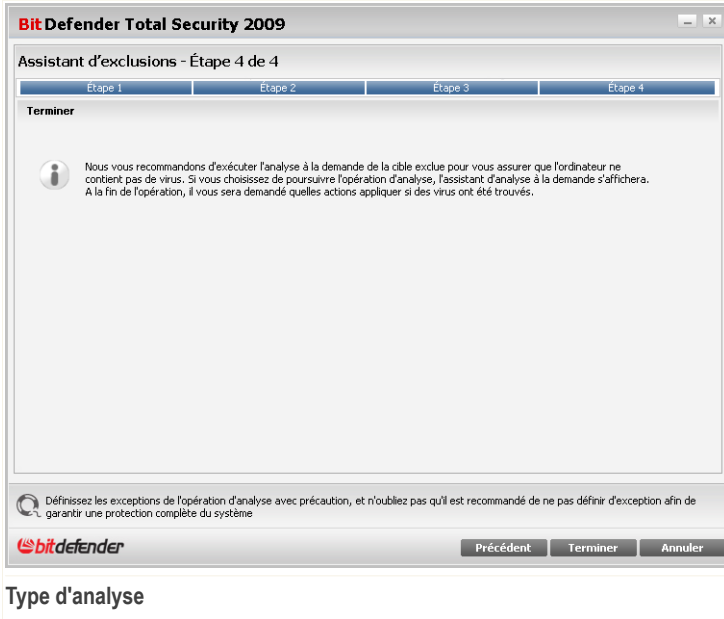 BitDefender Total Security 2009
Assistant d'exclusions - Étape 4 de 4
Étape 1 Étape 2 Étape 3 Étape 4
Terminer
Nous vous recommandons d'exécuter l'analyse à la demande de la cible exclue pour vous assurer que l'ordinateur ne
contient pas de virus. Si vous choisissez de poursuivre l'opération d'analyse, l'assistant d'analyse à la demande s'affichera.
A la fin de l'opération, il vous sera demandé quelles actions appliquer si des virus ont été trouvés.
Définissez les exceptions de l'opération d'analyse avec précaution, et n'oubliez pas qu'il est recommandé de ne pas définir d'exception afin de
garantir une protection complète du système
bitdefender
Précédent Terminer Annuler
Type d'analyse